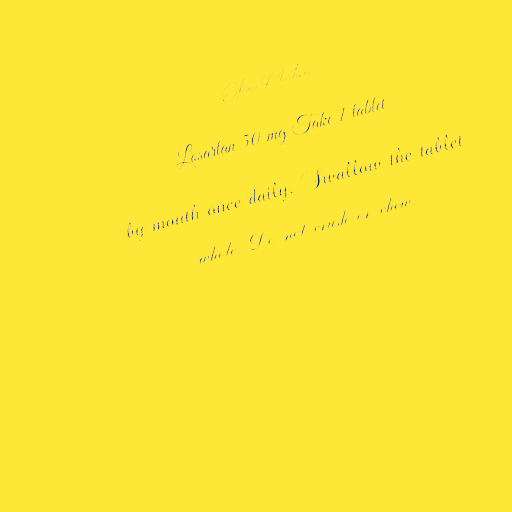 Losartan 50 mg Take 1 tablet
by mouth once daily. Swallow the tablet
whole. Do not crush or chew.